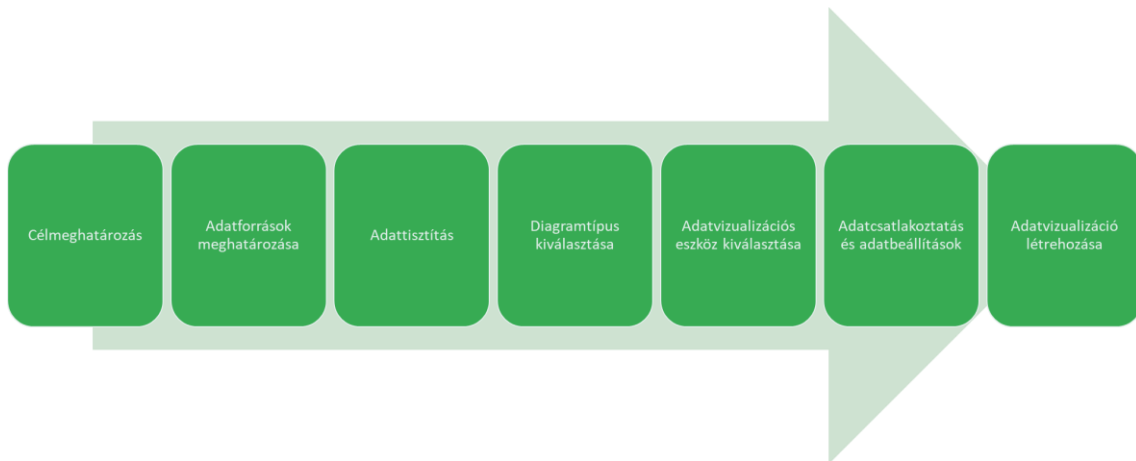 Célmeghatározás
Adatforrások
meghatározása
Adattisztítás
Diagramtípus
kiválasztása
Adatvizualizációs
eszköz kiválasztása
Adatcsatlakoztatás
és adatbeállítások
Adatvizualizáció
létrehozása